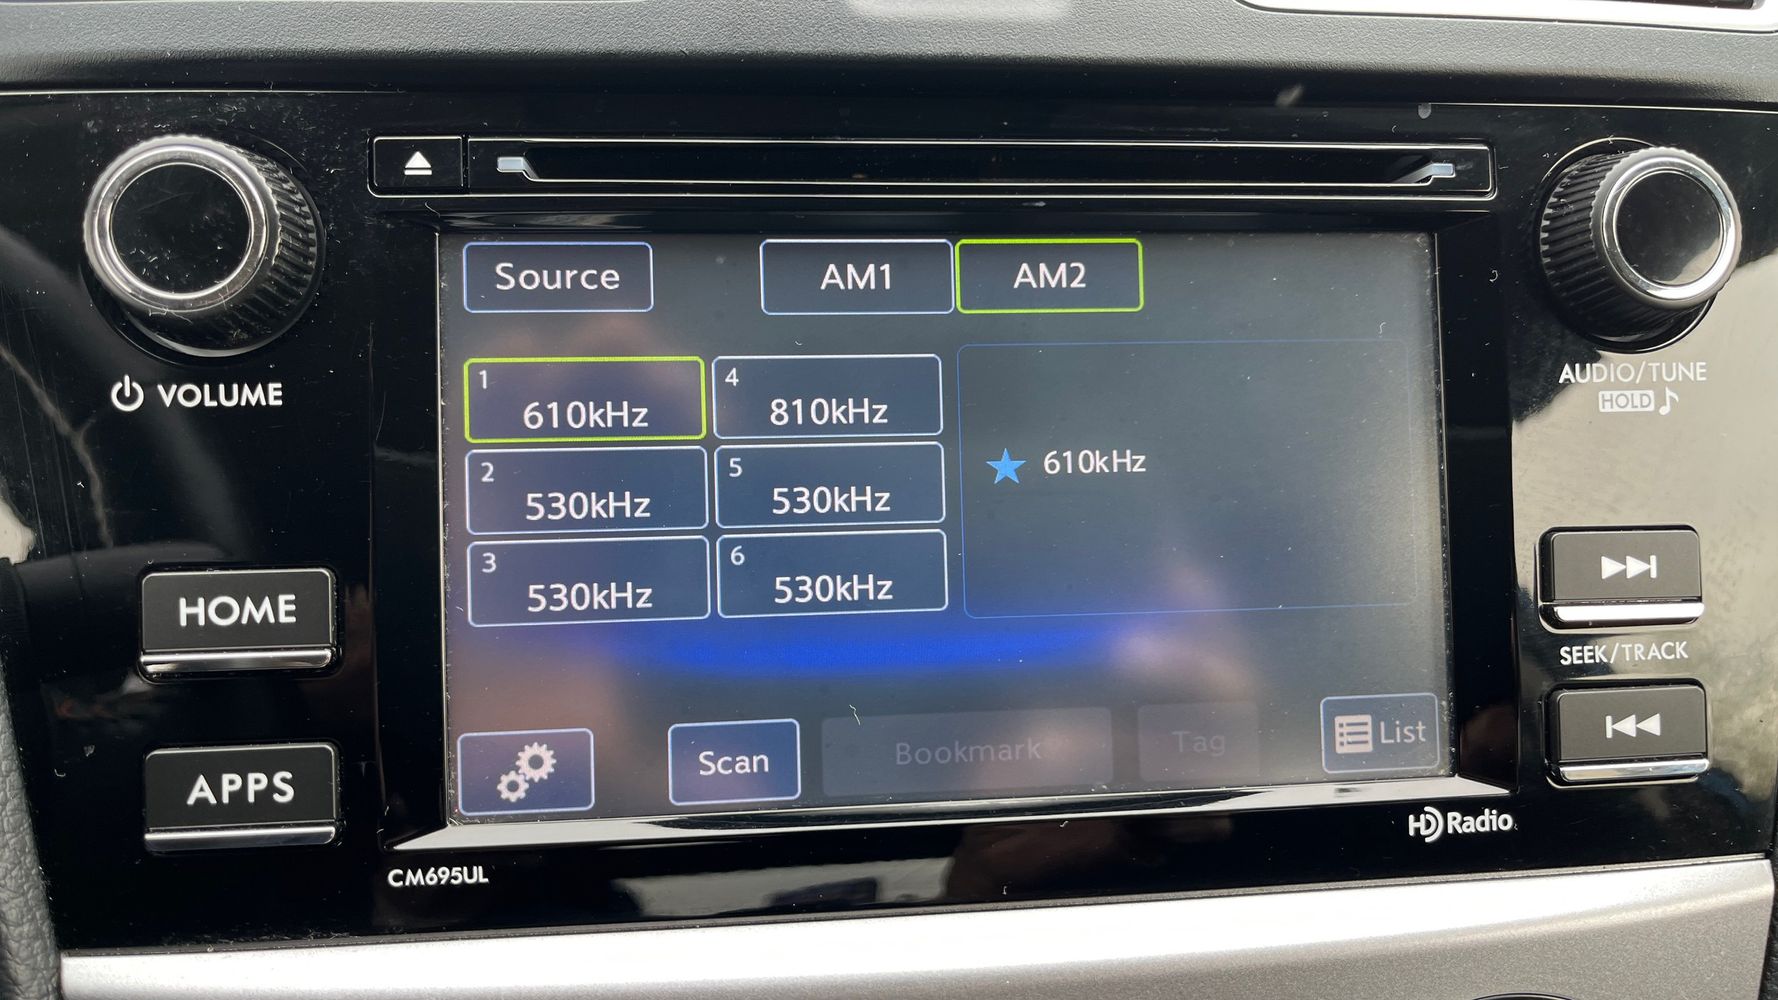 VOLUME
HOME
APPS
CM695UL
Source
AM1
AM2
1
610kHz
2
530kHz
3
530kHz
4
810kHz
5
530kHz
6
530kHz
610kHz
Scan
Bookmark
Tag
List
AUDIO/TUNE
HOLD
SEEK/TRACK
HD Radio